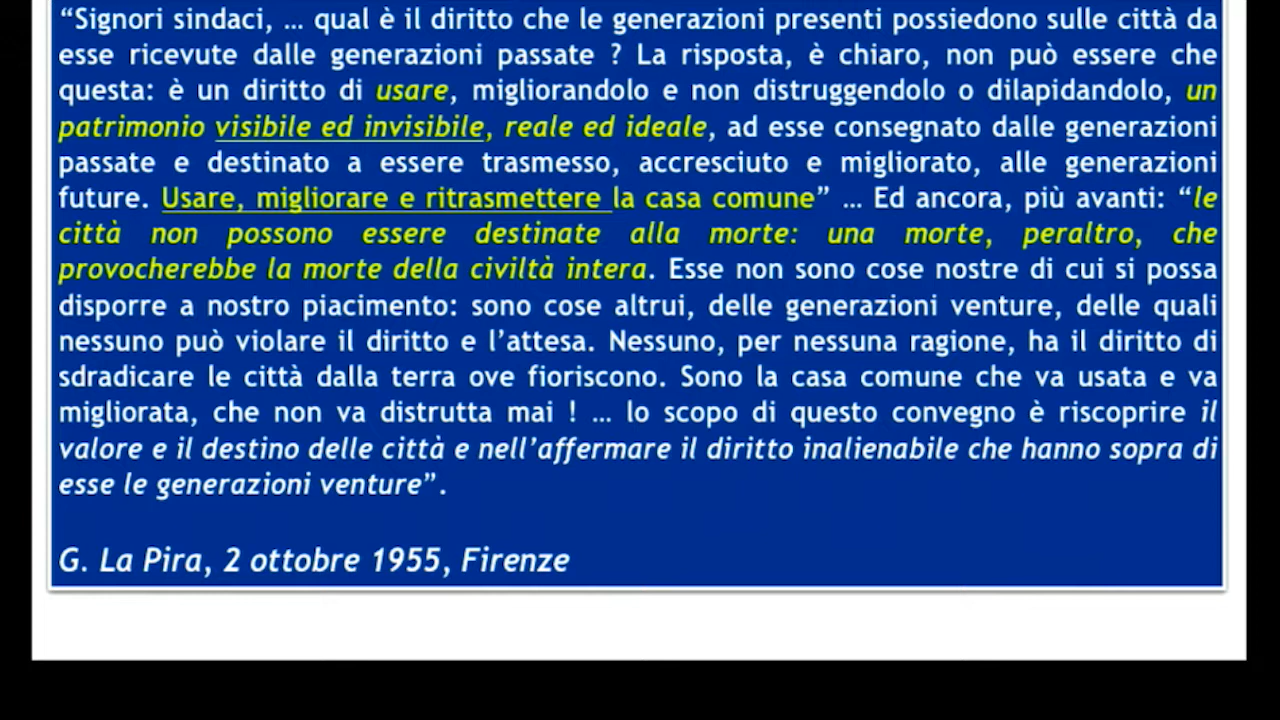 “Signori sindaci, … qual è il diritto che le generazioni presenti possiedono sulle città da
esse ricevute dalle generazioni passate ? La risposta, è chiaro, non può essere che
questa: è un diritto di usare, migliorandolo e non distruggendolo o dilapidandolo, un
patrimonio visibile ed invisibile, reale ed ideale, ad esse consegnato dalle generazioni
passate e destinato a essere trasmesso, accresciuto e migliorato, alle generazioni
future. Usare, migliorare e ritrasmettere la casa comune” … Ed ancora, più avanti: “le
città non possono essere destinate alla morte: una morte, peraltro, che
provocherebbe la morte della civiltà intera. Esse non sono cose nostre di cui si possa
disporre a nostro piacimento: sono cose altrui, delle generazioni venture, delle quali
nessuno può violare il diritto e l’attesa. Nessuno, per nessuna ragione, ha il diritto di
sdradicare le città dalla terra ove fioriscono. Sono la casa comune che va usata e va
migliorata, che non va distrutta mai ! … lo scopo di questo convegno è riscoprire il
valore e il destino delle città e nell’affermare il diritto inalienabile che hanno sopra di
esse le generazioni venture”.
G. La Pira, 2 ottobre 1955, Firenze